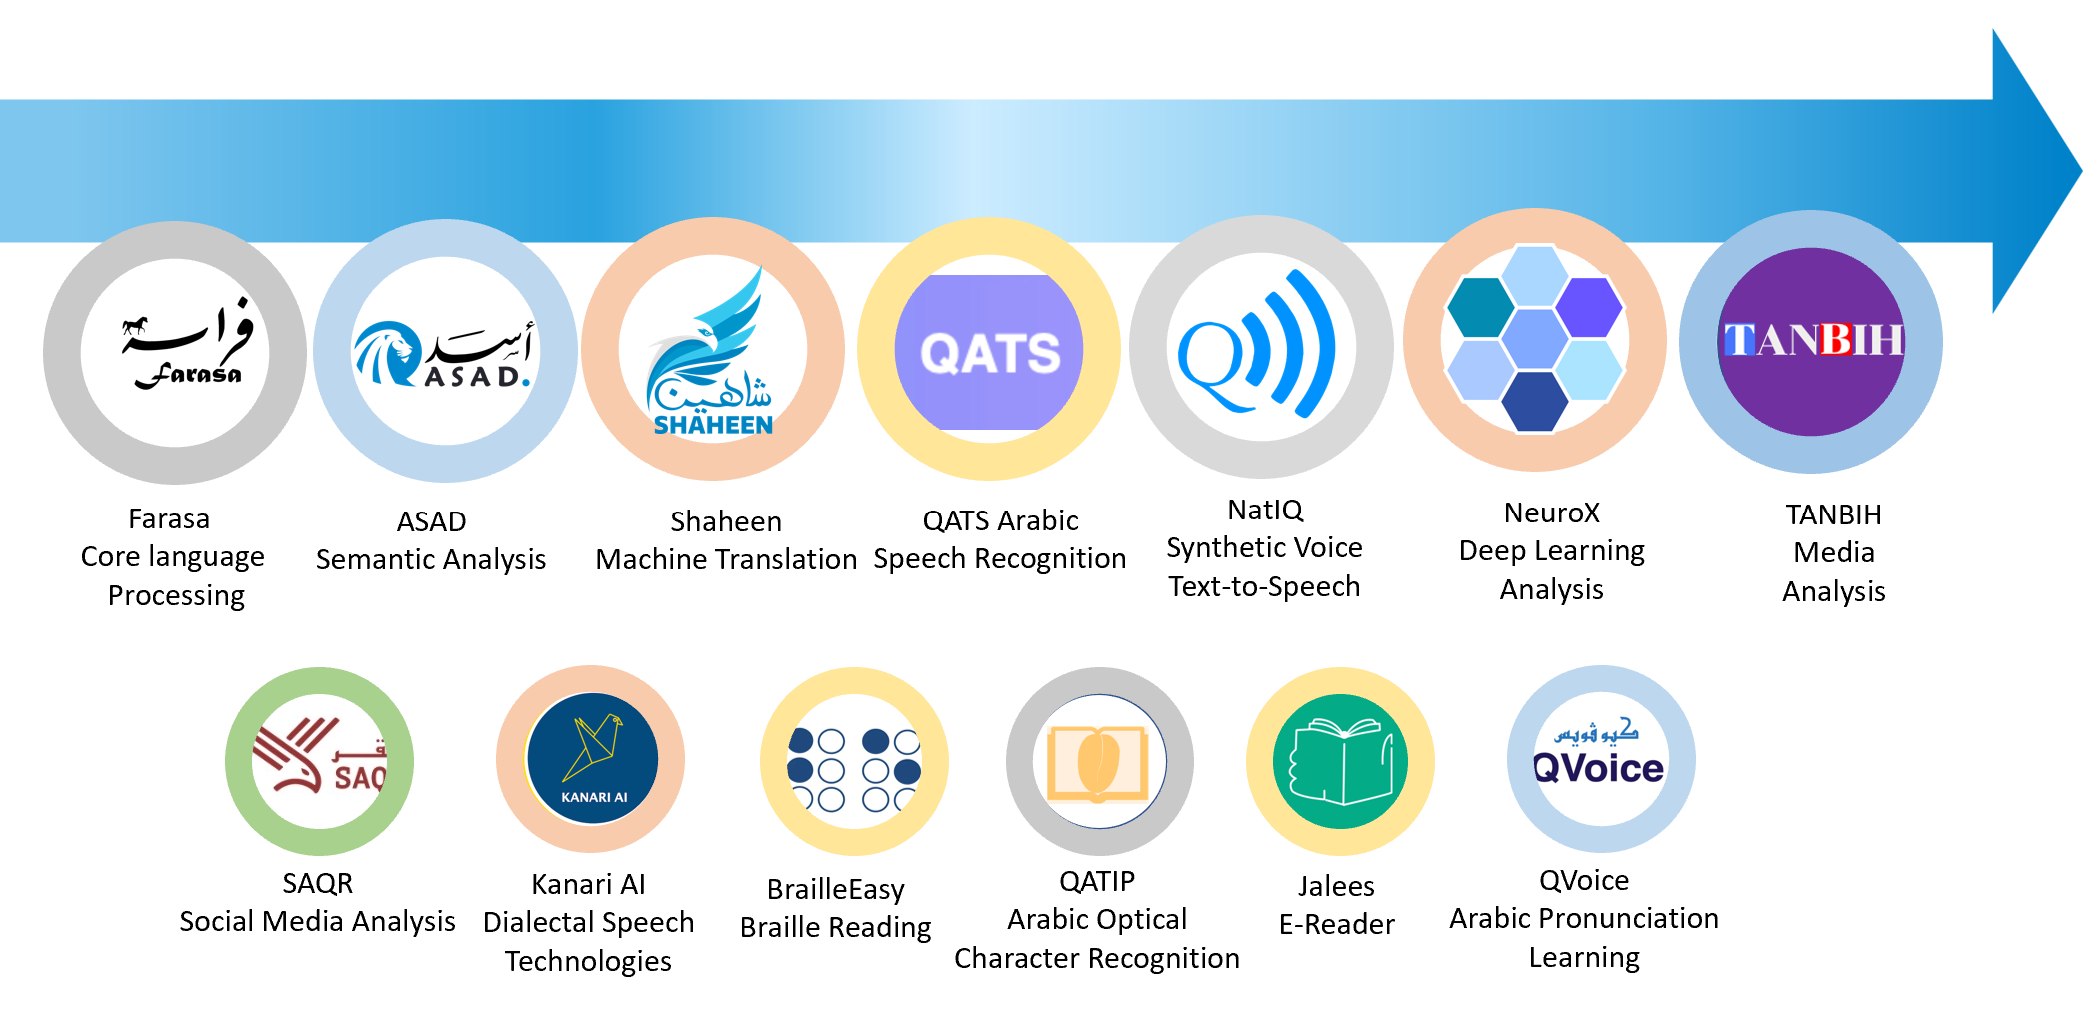 فراسة
farasa
أسد
ASAD.
شاهين
SHAHEEN
QATS
Q
TANBIH
Farasa
Core language
Processing
ASAD
Semantic Analysis
Shaheen
Machine Translation
QATS Arabic
Speech Recognition
NatIQ
Synthetic Voice
Text-to-Speech
NeuroX
Deep Learning
Analysis
TANBIH
Media
Analysis
SAQ
KANARI AI
كيو ڤويس
QVoice
SAQR
Social Media Analysis
Kanari AI
Dialectal Speech
Technologies
BrailleEasy
Braille Reading
QATIP
Arabic Optical
Character Recognition
Jalees
E-Reader
QVoice
Arabic Pronunciation
Learning